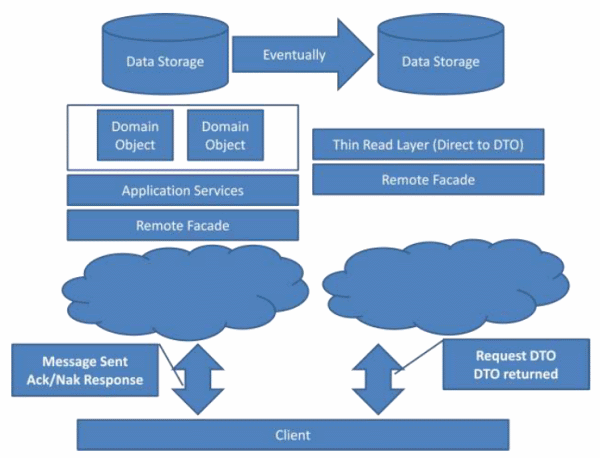 Data Storage
Eventually
Data Storage
Domain
Object
Domain
Object
Application Services
Remote Facade
Thin Read Layer (Direct to DTO)
Remote Facade
Message Sent
Ack/Nak Response
Request DTO
DTO returned
Client